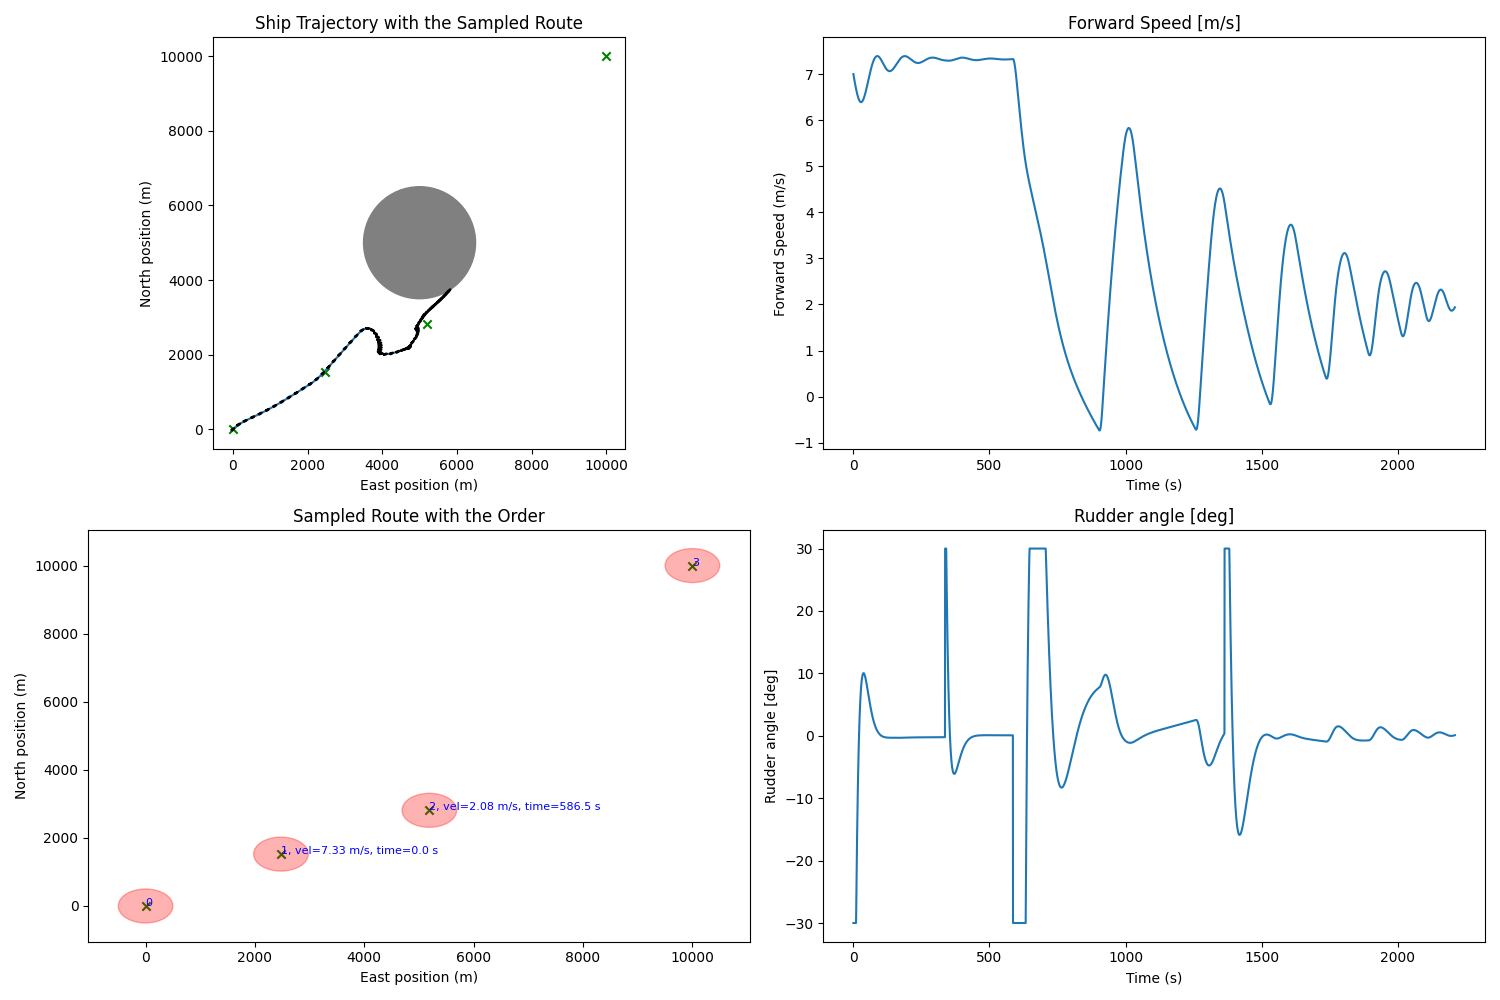 Ship Trajectory with the Sampled Route
10000
8000
6000
4000
2000
0
North position (m)
0 2000 4000 6000 8000 10000
East position (m)
Forward Speed [m/s]
7
6
5
4
3
2
1
0
−1
Forward Speed (m/s)
0 500 1000 1500 2000
Time (s)
Sampled Route with the Order
10000
8000
6000
4000
2000
0
North position (m)
3
2, vel=2.08 m/s, time=586.5 s
1, vel=7.33 m/s, time=0.0 s
0
0 2000 4000 6000 8000 10000
East position (m)
Rudder angle [deg]
30
20
10
0
−10
−20
−30
Rudder angle [deg]
0 500 1000 1500 2000
Time (s)